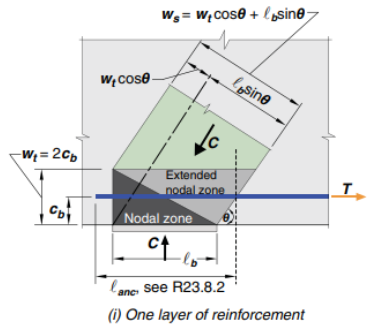 wₛ = wₜ cosθ + ℓb sinθ
wₜ cosθ
ℓb sinθ
C
wₜ = 2cb
Extended
nodal zone
cb
T
Nodal zone
θ
C
ℓb
ℓanc, see R23.8.2
(i) One layer of reinforcement